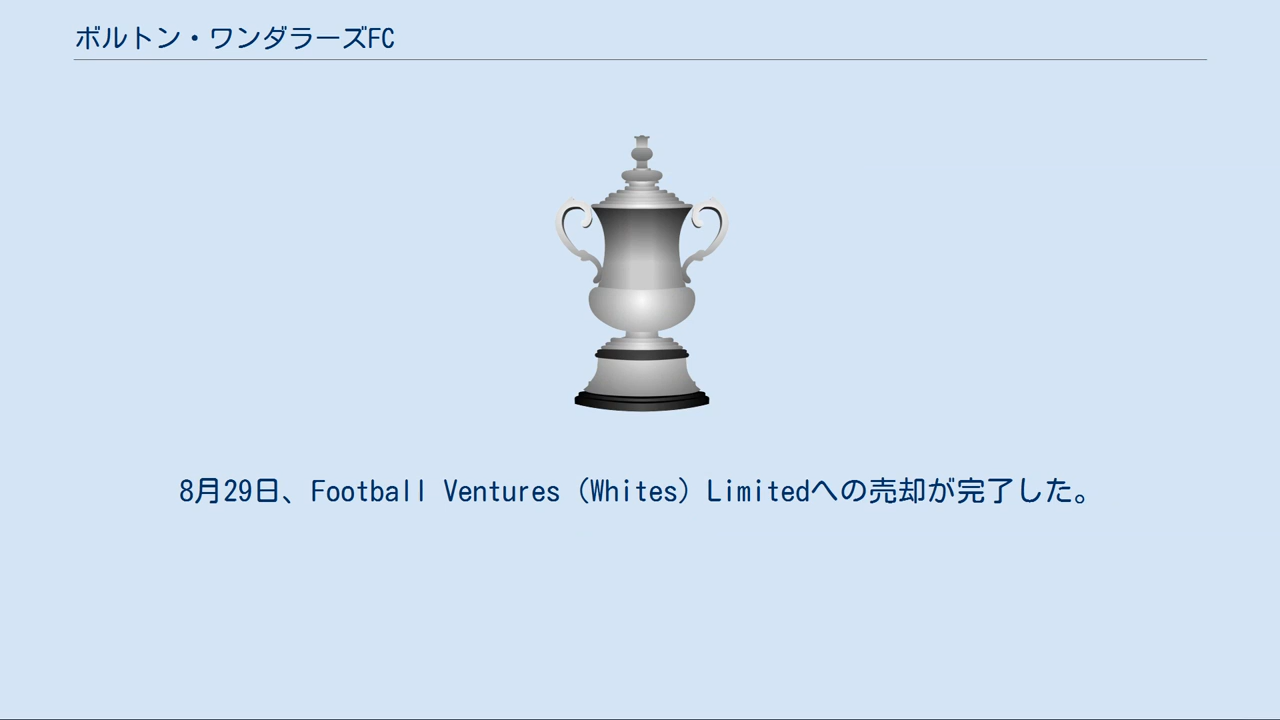 ボルトン・ワンダラーズFC
8月29日、Football Ventures（Whites）Limitedへの売却が完了した。